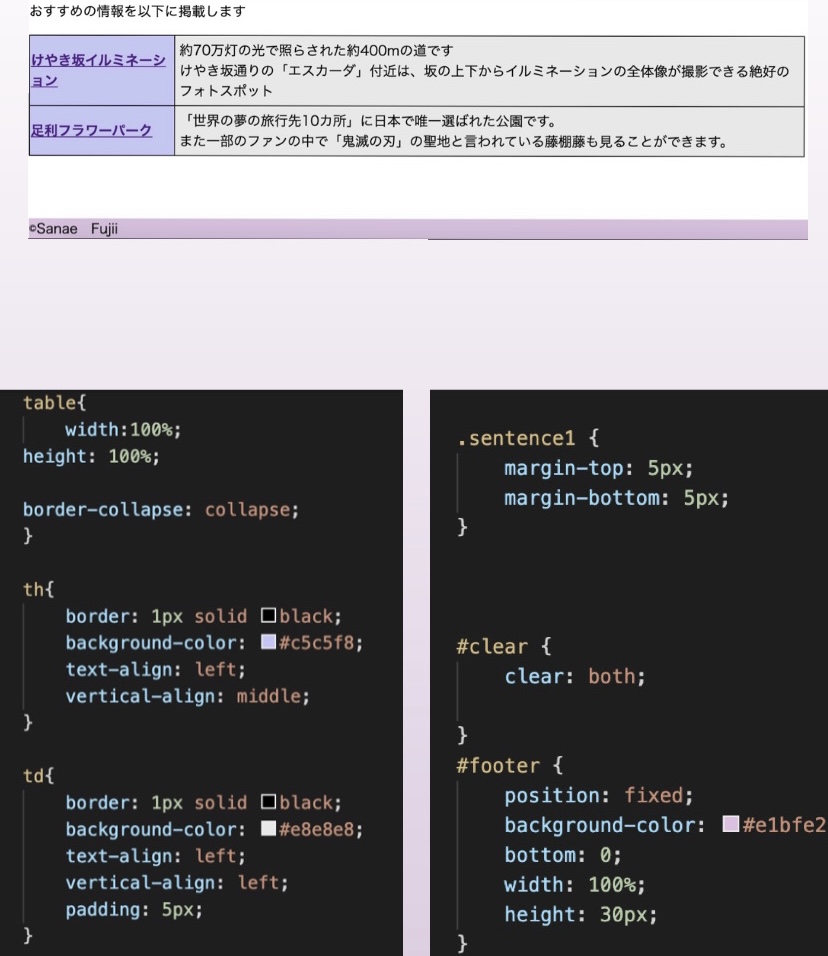 おすすめの情報を以下に掲載します
けやき坂イルミネーシ
ョン
約70万灯の光で照らされた約400mの道です
けやき坂通りの「エスカーダ」付近は、坂の上下からイルミネーションの全体像が撮影できる絶好の
フォトスポット
足利フラワーパーク
「世界の夢の旅行先10カ所」に日本で唯一選ばれた公園です。
また一部のファンの中で「鬼滅の刃」の聖地と言われている藤棚藤も見ることができます。
©Sanae　Fujii
table{
width:100%;
height: 100%;
border-collapse: collapse;
}
th{
border: 1px solid black;
background-color: #c5c5f8;
text-align: left;
vertical-align: middle;
}
td{
border: 1px solid black;
background-color: #e8e8e8;
text-align: left;
vertical-align: left;
padding: 5px;
}
.sentence1 {
margin-top: 5px;
margin-bottom: 5px;
}
#clear {
clear: both;
}
#footer {
position: fixed;
background-color: #e1bfe2
bottom: 0;
width: 100%;
height: 30px;
}